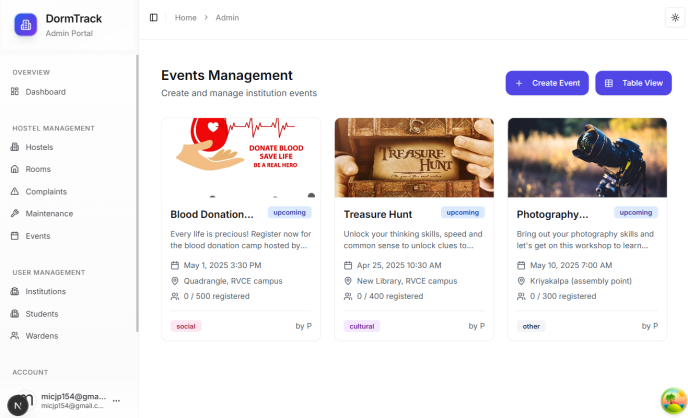 DormTrack
Admin Portal
Home > Admin
OVERVIEW
Dashboard
HOSTEL MANAGEMENT
Hostels
Rooms
Complaints
Maintenance
Events
USER MANAGEMENT
Institutions
Students
Wardens
ACCOUNT
micjp154@gma...
micjp154@gmail.c...
N
Events Management
Create and manage institution events
+ Create Event
Table View
DONATE BLOOD
SAVE LIFE
BE A REAL HERO
Blood Donation...
upcoming
Every life is precious! Register now for
the blood donation camp hosted by...
May 1, 2025 3:30 PM
Quadrangle, RVCE campus
0 / 500 registered
social
by P
TREASURE
HUNT
Treasure Hunt
upcoming
Unlock your thinking skills, speed and
common sense to unlock clues to...
Apr 25, 2025 10:30 AM
New Library, RVCE campus
0 / 400 registered
cultural
by P
Photography...
upcoming
Bring out your photography skills and
let's get on this workshop to learn...
May 10, 2025 7:00 AM
Kriyakalpa (assembly point)
0 / 300 registered
other
by P